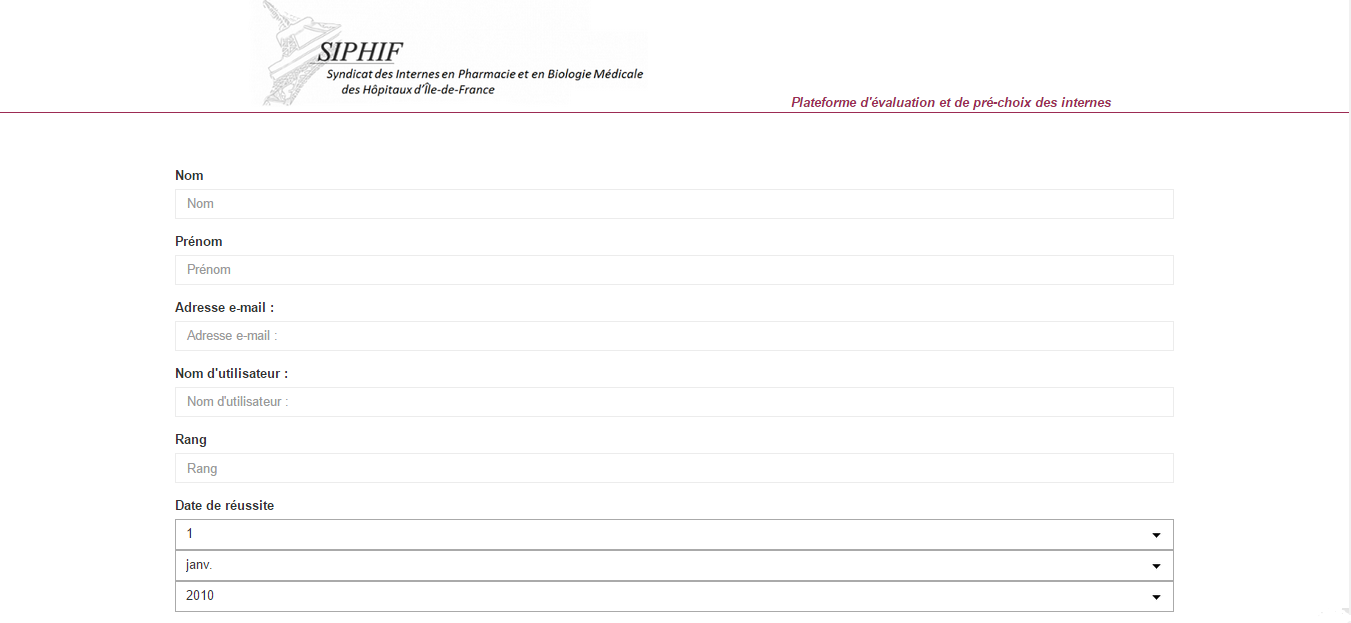 SIPHIF
Syndicat des Internes en Pharmacie et en Biologie Médicale
des Hôpitaux d'Île-de-France
Plateforme d'évaluation et de pré-choix des internes
Nom
Nom
Prénom
Prénom
Adresse e-mail :
Adresse e-mail :
Nom d'utilisateur :
Nom d'utilisateur :
Rang
Rang
Date de réussite
1
janv.
2010